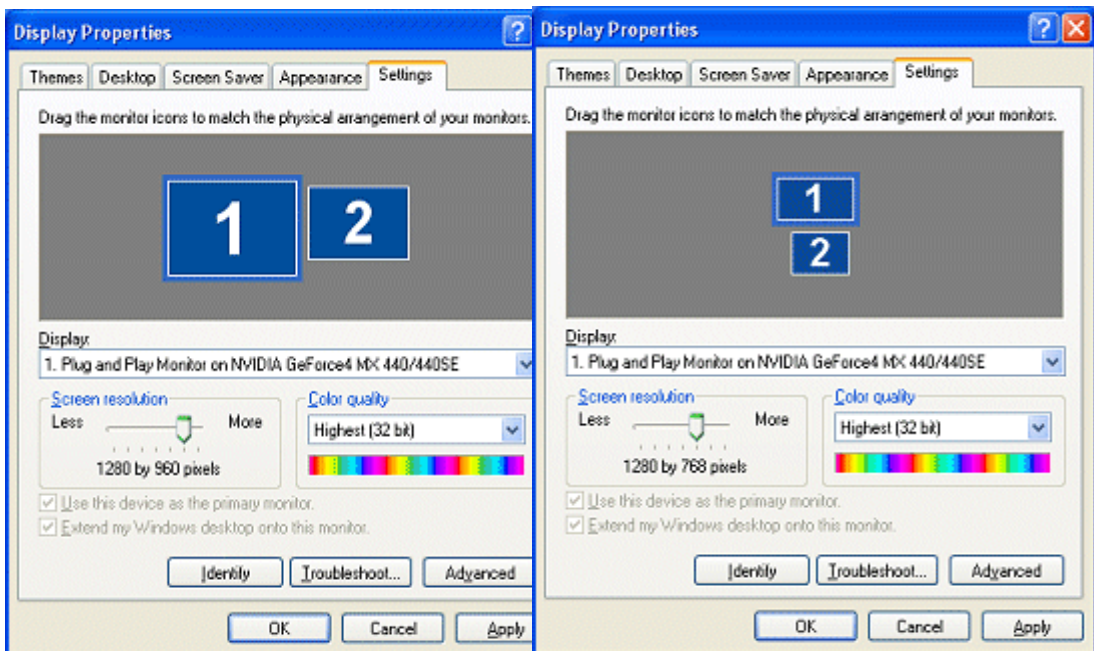 Display Properties
?
Themes Desktop Screen Saver Appearance Settings
Drag the monitor icons to match the physical arrangement of your monitors.
1 2
Display:
1. Plug and Play Monitor on NVIDIA GeForce4 MX 440/440SE
Screen resolution
Less More
1280 by 960 pixels
Color quality
Highest (32 bit)
Use this device as the primary monitor.
Extend my Windows desktop onto this monitor.
Identify Troubleshoot... Advanced
OK Cancel Apply
Display Properties
?
Themes Desktop Screen Saver Appearance Settings
Drag the monitor icons to match the physical arrangement of your monitors.
1
2
Display:
1. Plug and Play Monitor on NVIDIA GeForce4 MX 440/440SE
Screen resolution
Less More
1280 by 768 pixels
Color quality
Highest (32 bit)
Use this device as the primary monitor.
Extend my Windows desktop onto this monitor.
Identify Troubleshoot... Advanced
OK Cancel Apply